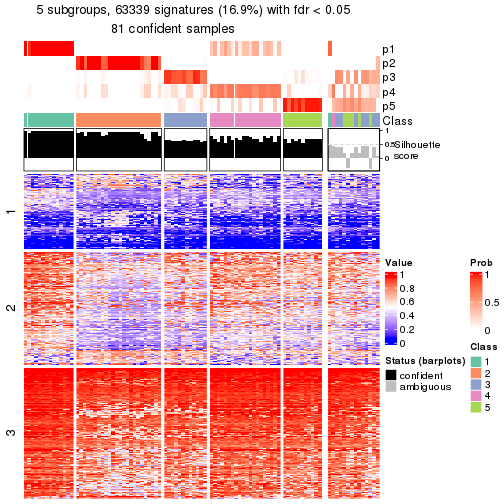 5 subgroups, 63339 signatures (16.9%) with fdr < 0.05
81 confident samples
p1
p2
p3
p4
p5
Class
1
0.5
0
Silhouette
score
1
2
3
Value
1
0.8
0.6
0.4
0.2
0
Prob
1
0.5
0
Status (barplots)
confident
ambiguous
Class
1
2
3
4
5